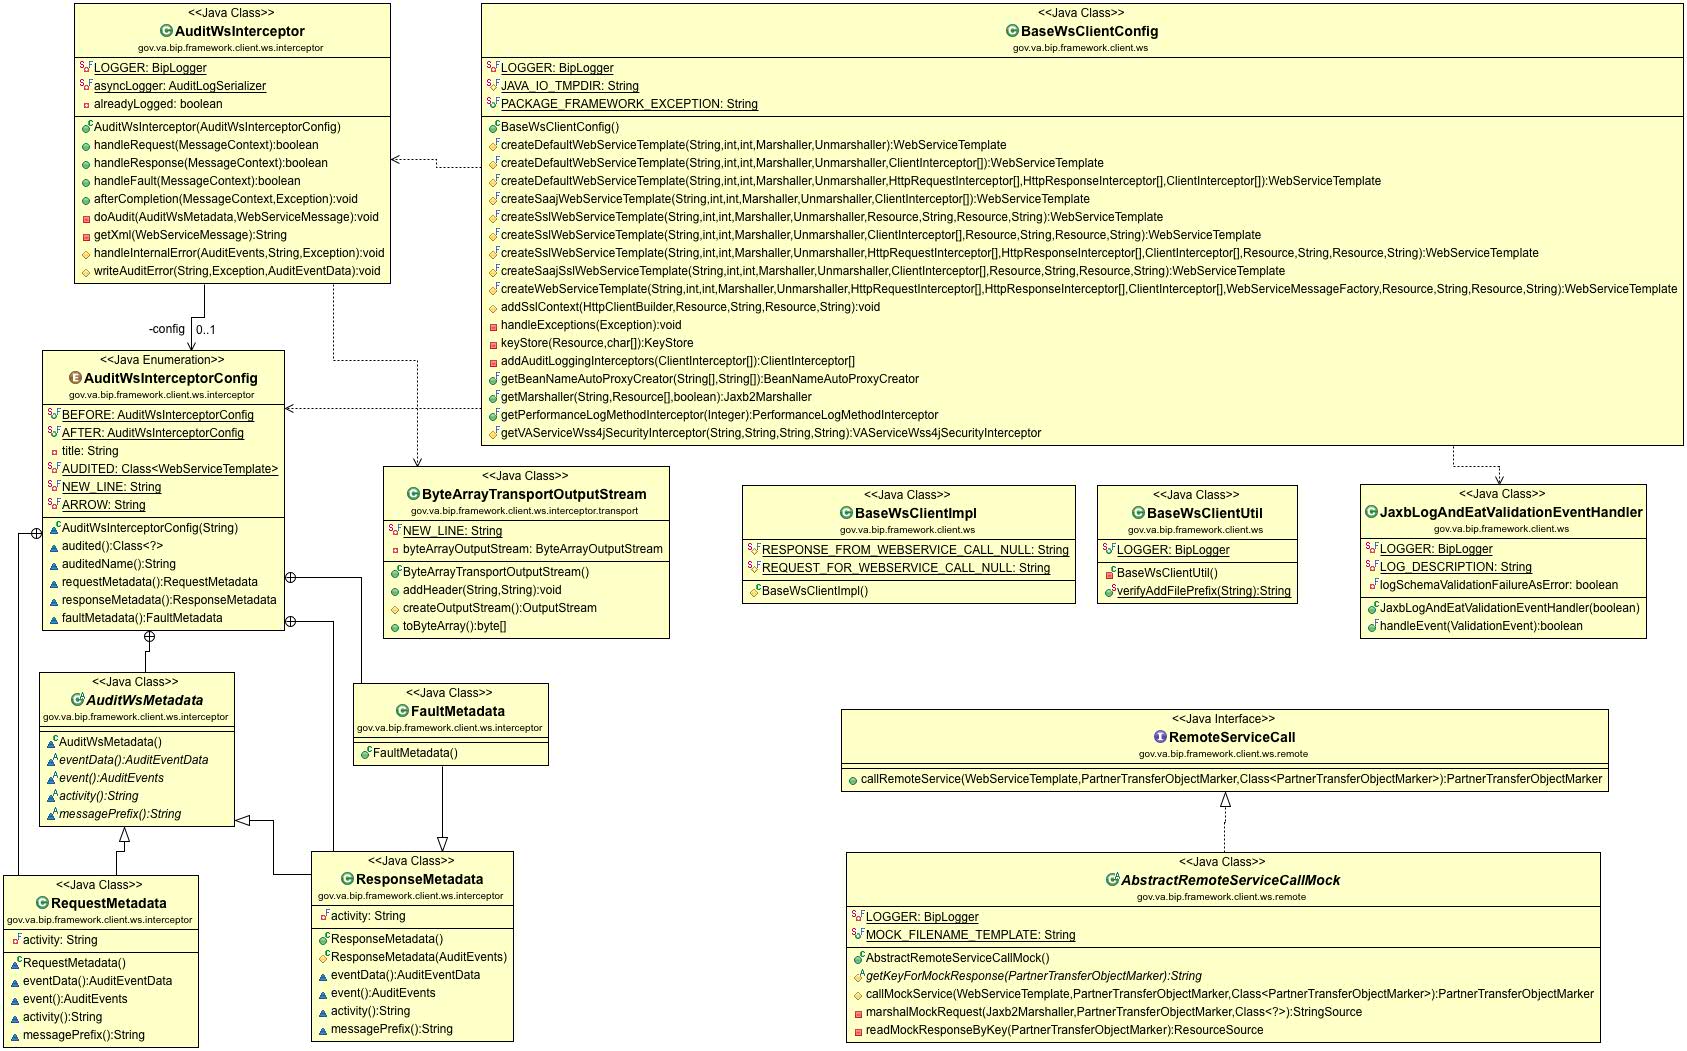 <<Java Class>>
AuditWsInterceptor
gov.va.bip.framework.client.ws.interceptor
LOGGER: BipLogger
asyncLogger: AuditLogSerializer
alreadyLogged: boolean
AuditWsInterceptor(AuditWsInterceptorConfig)
handleRequest(MessageContext):boolean
handleResponse(MessageContext):boolean
handleFault(MessageContext):boolean
afterCompletion(MessageContext,Exception):void
doAudit(AuditWsMetadata,WebServiceMessage):void
getXml(WebServiceMessage):String
handleInternalError(AuditEvents,String,Exception):void
writeAuditError(String,Exception,AuditEventData):void
<<Java Class>>
BaseWsClientConfig
gov.va.bip.framework.client.ws
LOGGER: BipLogger
JAVA_IO_TMPDIR: String
PACKAGE_FRAMEWORK_EXCEPTION: String
BaseWsClientConfig()
createDefaultWebServiceTemplate(String,int,int,Marshaller,Unmarshaller):WebServiceTemplate
createDefaultWebServiceTemplate(String,int,int,Marshaller,Unmarshaller,ClientInterceptor[]):WebServiceTemplate
createDefaultWebServiceTemplate(String,int,int,Marshaller,Unmarshaller,HttpRequestInterceptor[],HttpResponseInterceptor[],ClientInterceptor[]):WebServiceTemplate
createSaajWebServiceTemplate(String,int,int,Marshaller,Unmarshaller,ClientInterceptor[]):WebServiceTemplate
createSslWebServiceTemplate(String,int,int,Marshaller,Unmarshaller,Resource,String,Resource,String):WebServiceTemplate
createSslWebServiceTemplate(String,int,int,Marshaller,Unmarshaller,ClientInterceptor[],Resource,String,Resource,String):WebServiceTemplate
createSslWebServiceTemplate(String,int,int,Marshaller,Unmarshaller,HttpRequestInterceptor[],HttpResponseInterceptor[],ClientInterceptor[],Resource,String,Resource,String):WebServiceTemplate
createSaajSslWebServiceTemplate(String,int,int,Marshaller,Unmarshaller,ClientInterceptor[],Resource,String,Resource,String):WebServiceTemplate
createWebServiceTemplate(String,int,int,Marshaller,Unmarshaller,HttpRequestInterceptor[],HttpResponseInterceptor[],ClientInterceptor[],WebServiceMessageFactory,Resource,String,Resource,String):WebServiceTemplate
addSslContext(HttpClientBuilder,Resource,String,Resource,String):void
handleExceptions(Exception):void
keyStore(Resource,char[]):KeyStore
addAuditLoggingInterceptors(ClientInterceptor[]):ClientInterceptor[]
getBeanNameAutoProxyCreator(String[],String[]):BeanNameAutoProxyCreator
getMarshaller(String,Resource[],boolean):Jaxb2Marshaller
getPerformanceLogMethodInterceptor(Integer):PerformanceLogMethodInterceptor
getVAServiceWss4jSecurityInterceptor(String,String,String,String):VAServiceWss4jSecurityInterceptor
-config 0..1
<<Java Enumeration>>
AuditWsInterceptorConfig
gov.va.bip.framework.client.ws.interceptor
BEFORE: AuditWsInterceptorConfig
AFTER: AuditWsInterceptorConfig
title: String
AUDITED: Class<WebServiceTemplate>
NEW_LINE: String
ARROW: String
AuditWsInterceptorConfig(String)
audited():Class<?>
auditedName():String
requestMetadata():RequestMetadata
responseMetadata():ResponseMetadata
faultMetadata():FaultMetadata
<<Java Class>>
ByteArrayTransportOutputStream
gov.va.bip.framework.client.ws.interceptor.transport
NEW_LINE: String
byteArrayOutputStream: ByteArrayOutputStream
ByteArrayTransportOutputStream()
addHeader(String,String):void
createOutputStream():OutputStream
toByteArray():byte[]
<<Java Class>>
BaseWsClientImpl
gov.va.bip.framework.client.ws
RESPONSE_FROM_WEBSERVICE_CALL_NULL: String
REQUEST_FOR_WEBSERVICE_CALL_NULL: String
BaseWsClientImpl()
<<Java Class>>
BaseWsClientUtil
gov.va.bip.framework.client.ws
LOGGER: BipLogger
BaseWsClientUtil()
verifyAddFilePrefix(String):String
<<Java Class>>
JaxbLogAndEatValidationEventHandler
gov.va.bip.framework.client.ws
LOGGER: BipLogger
LOG_DESCRIPTION: String
logSchemaValidationFailureAsError: boolean
JaxbLogAndEatValidationEventHandler(boolean)
handleEvent(ValidationEvent):boolean
<<Java Class>>
AuditWsMetadata
gov.va.bip.framework.client.ws.interceptor
AuditWsMetadata()
eventData():AuditEventData
event():AuditEvents
activity():String
messagePrefix():String
<<Java Class>>
FaultMetadata
gov.va.bip.framework.client.ws.interceptor
FaultMetadata()
<<Java Interface>>
RemoteServiceCall
gov.va.bip.framework.client.ws.remote
callRemoteService(WebServiceTemplate,PartnerTransferObjectMarker,Class<PartnerTransferObjectMarker>):PartnerTransferObjectMarker
<<Java Class>>
RequestMetadata
gov.va.bip.framework.client.ws.interceptor
activity: String
RequestMetadata()
eventData():AuditEventData
event():AuditEvents
activity():String
messagePrefix():String
<<Java Class>>
ResponseMetadata
gov.va.bip.framework.client.ws.interceptor
activity: String
ResponseMetadata()
ResponseMetadata(AuditEvents)
eventData():AuditEventData
event():AuditEvents
activity():String
messagePrefix():String
<<Java Class>>
AbstractRemoteServiceCallMock
gov.va.bip.framework.client.ws.remote
LOGGER: BipLogger
MOCK_FILENAME_TEMPLATE: String
AbstractRemoteServiceCallMock()
getKeyForMockResponse(PartnerTransferObjectMarker):String
callMockService(WebServiceTemplate,PartnerTransferObjectMarker,Class<PartnerTransferObjectMarker>):PartnerTransferObjectMarker
marshalMockRequest(Jaxb2Marshaller,PartnerTransferObjectMarker,Class<?>):StringSource
readMockResponseByKey(PartnerTransferObjectMarker):ResourceSource